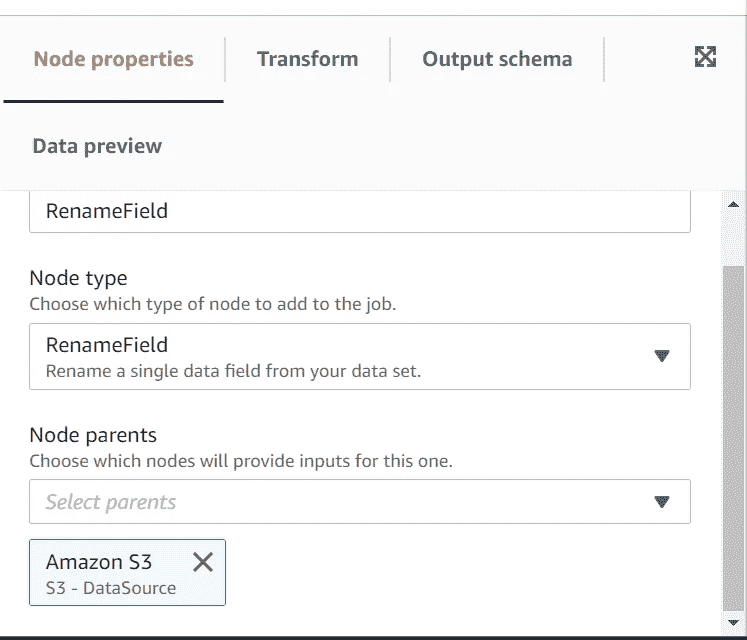 Node properties
Transform
Output schema
Data preview
RenameField
Node type
Choose which type of node to add to the job.
RenameField
Rename a single data field from your data set.
Node parents
Choose which nodes will provide inputs for this one.
Select parents
Amazon S3
S3 - DataSource